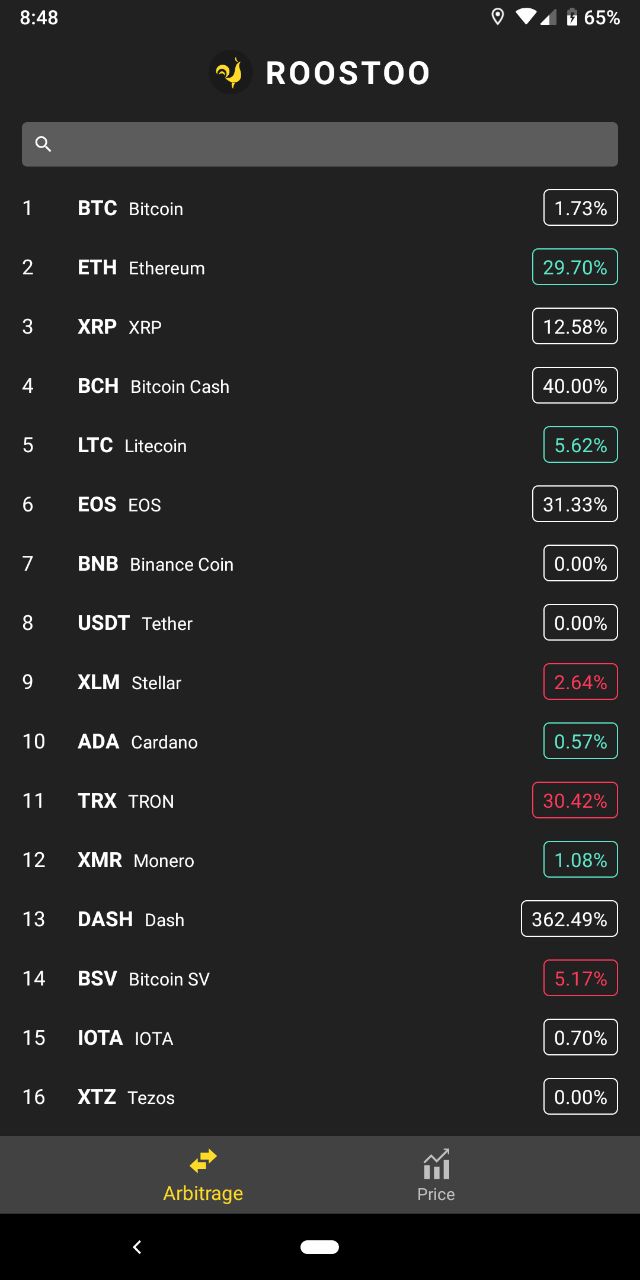 8:48 65%
ROOSTOO
1 BTC Bitcoin 1.73%
2 ETH Ethereum 29.70%
3 XRP XRP 12.58%
4 BCH Bitcoin Cash 40.00%
5 LTC Litecoin 5.62%
6 EOS EOS 31.33%
7 BNB Binance Coin 0.00%
8 USDT Tether 0.00%
9 XLM Stellar 2.64%
10 ADA Cardano 0.57%
11 TRX TRON 30.42%
12 XMR Monero 1.08%
13 DASH Dash 362.49%
14 BSV Bitcoin SV 5.17%
15 IOTA IOTA 0.70%
16 XTZ Tezos 0.00%
Arbitrage Price